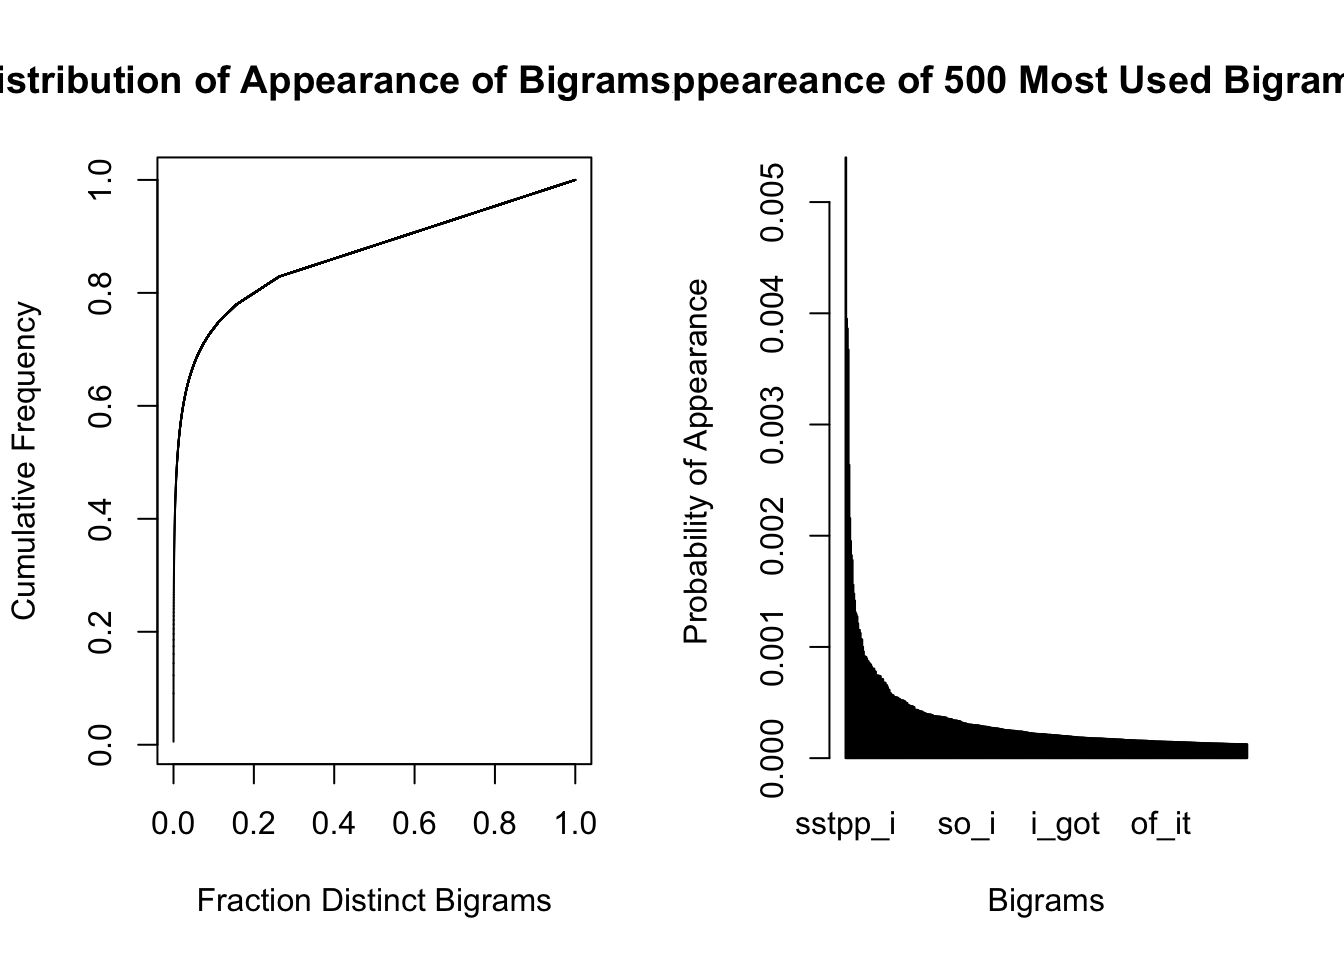 istribution of Appearance of Bigramsppeareance of 500 Most Used Bigram
Cumulative Frequency
1.0
0.8
0.6
0.4
0.2
0.0
0.0 0.2 0.4 0.6 0.8 1.0
Fraction Distinct Bigrams
Probability of Appearance
0.005
0.004
0.003
0.002
0.001
0.000
sstpp_i so_i i_got of_it
Bigrams